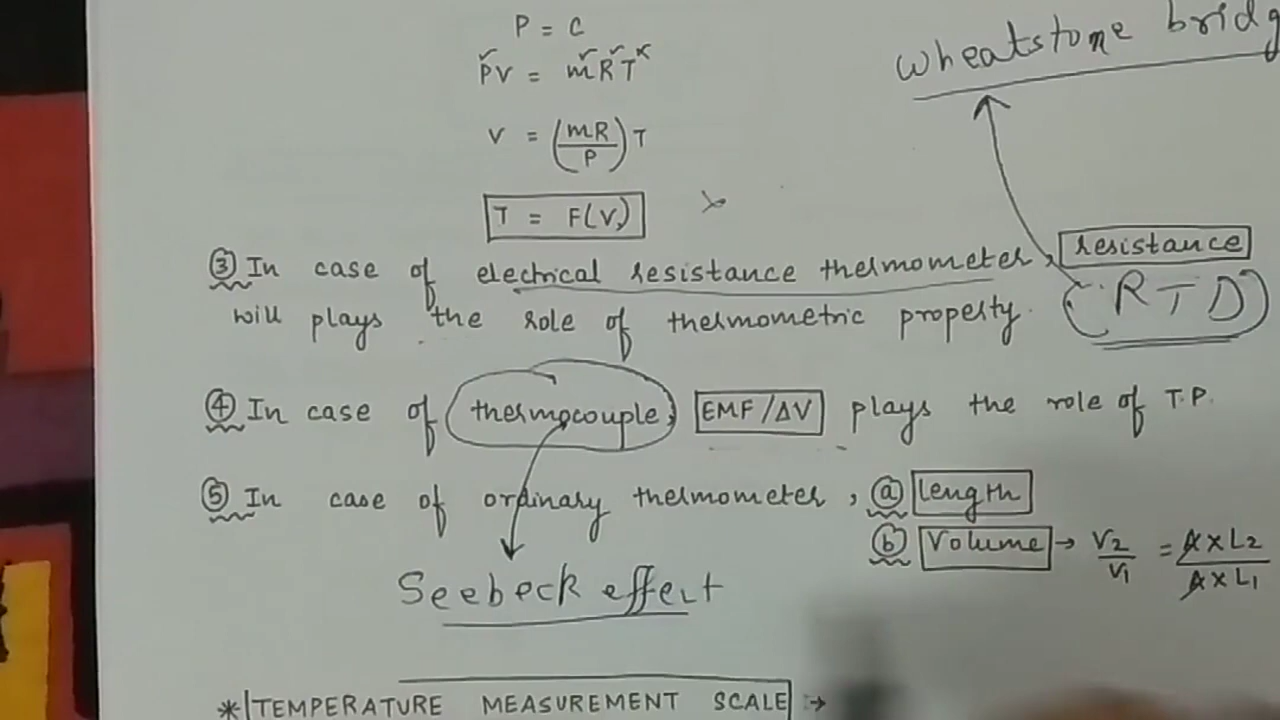 P = C
PV = mRT
Wheatstone bridg
V = (mR/P) T
T = F(V)
③ In case of electrical resistance thermometer, resistance
will plays the role of thermometric property. (RTD)
④ In case of thermocouple, EMF/ΔV plays the role of T.P.
⑤ In case of ordinary thermometer, ⓐ length
ⓑ Volume → V2/V1 = A×L2/A×L1
Seebeck effect
*TEMPERATURE MEASUREMENT SCALE →